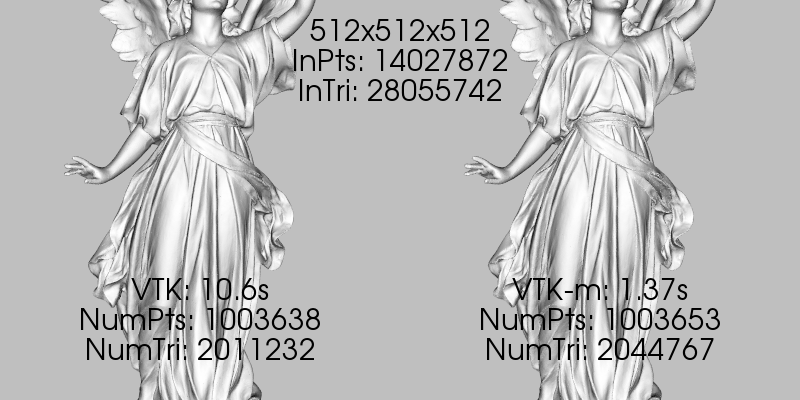 512x512x512
InPts: 14027872
InTri: 28055742
VTK: 10.6s
NumPts: 1003638
NumTri: 2011232
VTK-m: 1.37s
NumPts: 1003653
NumTri: 2044767